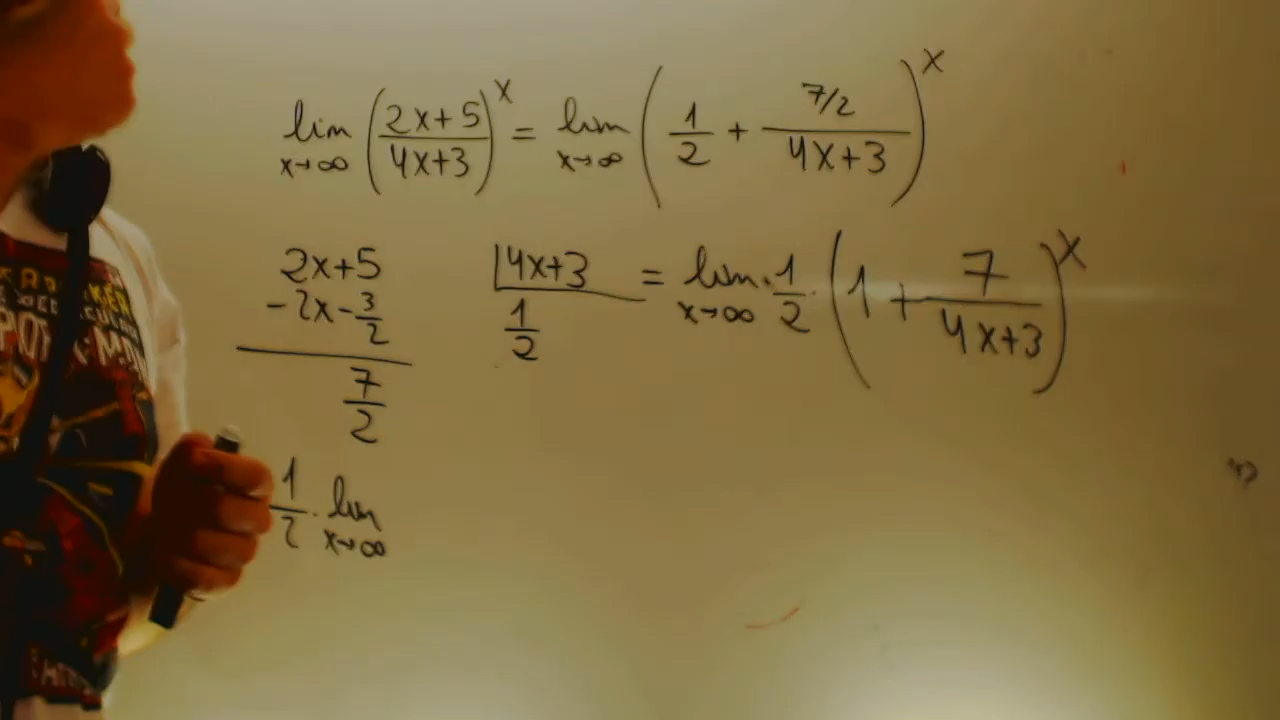 lim x→∞ (2x+5 / 4x+3)^x = lim x→∞ (1/2 + 7/2 / 4x+3)^x
2x+5 |4x+3 = lim x→∞ · 1/2 · (1 + 7 / 4x+3)^x
-2x-3/2 1/2
7/2
1/2 · lim x→∞